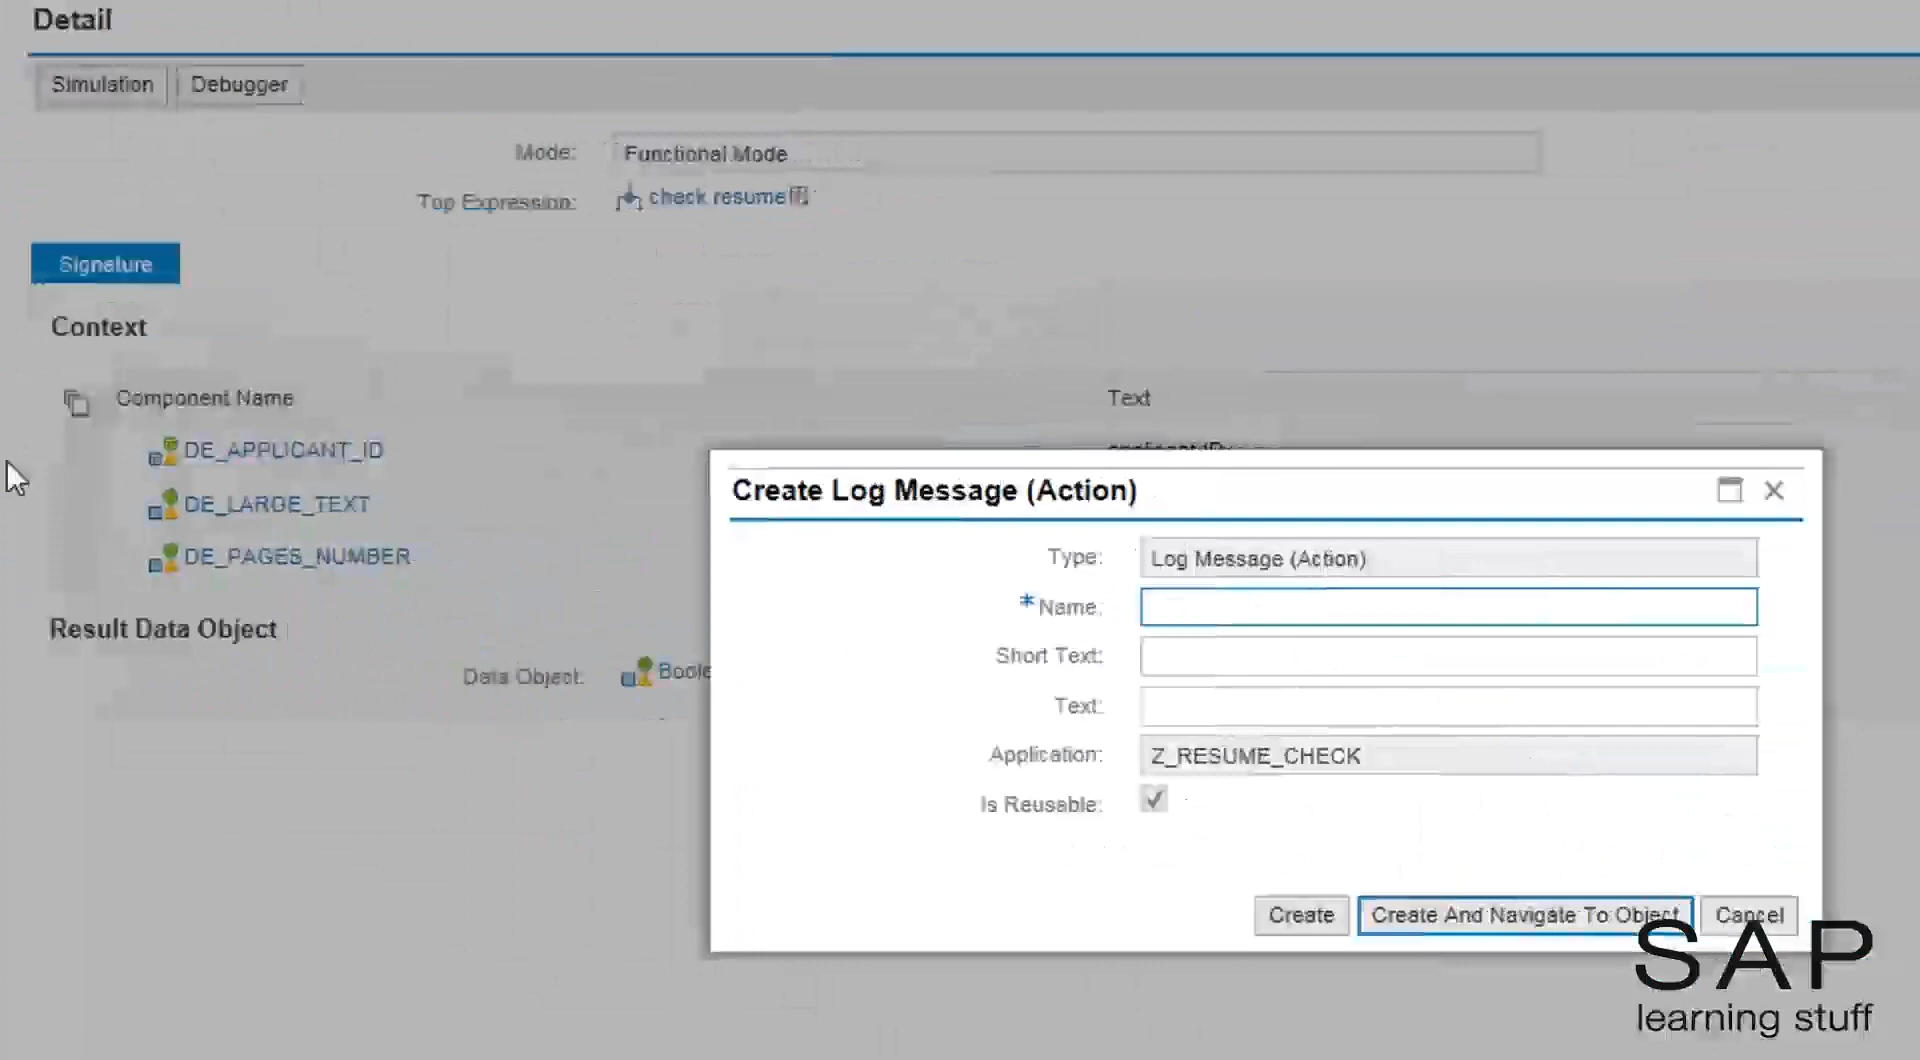 Detail
Simulation
Debugger
Mode: Functional Mode
Top Expression: check resume
Signature
Context
Component Name Text
DE_APPLICANT_ID
DE_LARGE_TEXT
DE_PAGES_NUMBER
Result Data Object
Data Object: Boole
Create Log Message (Action)
Type: Log Message (Action)
* Name:
Short Text:
Text:
Application: Z_RESUME_CHECK
Is Reusable:
Create
Create And Navigate To Object
Cancel
SAP
learning stuff